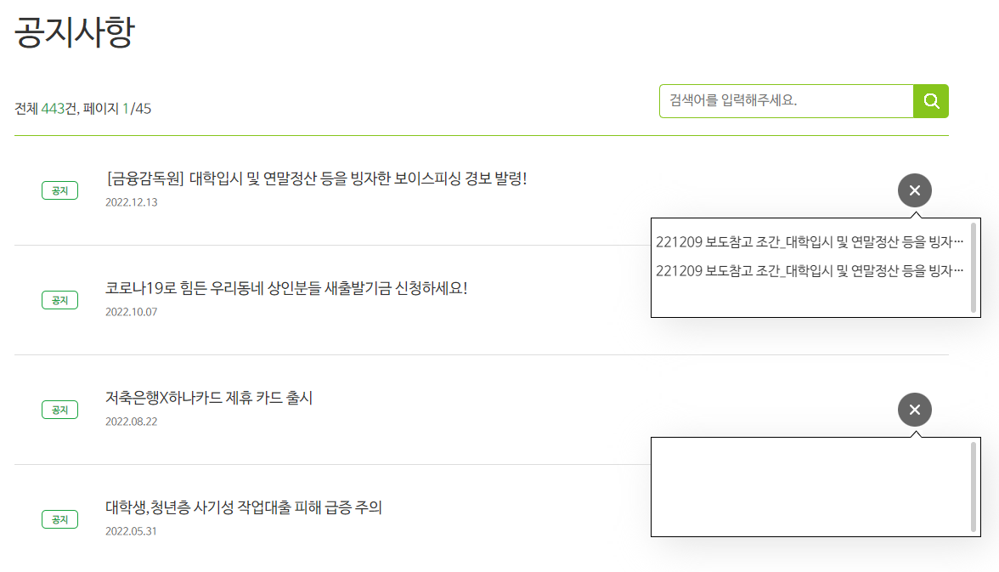 공지사항
전체 443건, 페이지 1/45
검색어를 입력해주세요.
공지
[금융감독원] 대학입시 및 연말정산 등을 빙자한 보이스피싱 경보 발령!
2022.12.13
221209 보도참고 조간_대학입시 및 연말정산 등을 빙자…
221209 보도참고 조간_대학입시 및 연말정산 등을 빙자…
공지
코로나19로 힘든 우리동네 상인분들 새출발기금 신청하세요!
2022.10.07
공지
저축은행X하나카드 제휴 카드 출시
2022.08.22
공지
대학생,청년층 사기성 작업대출 피해 급증 주의
2022.05.31